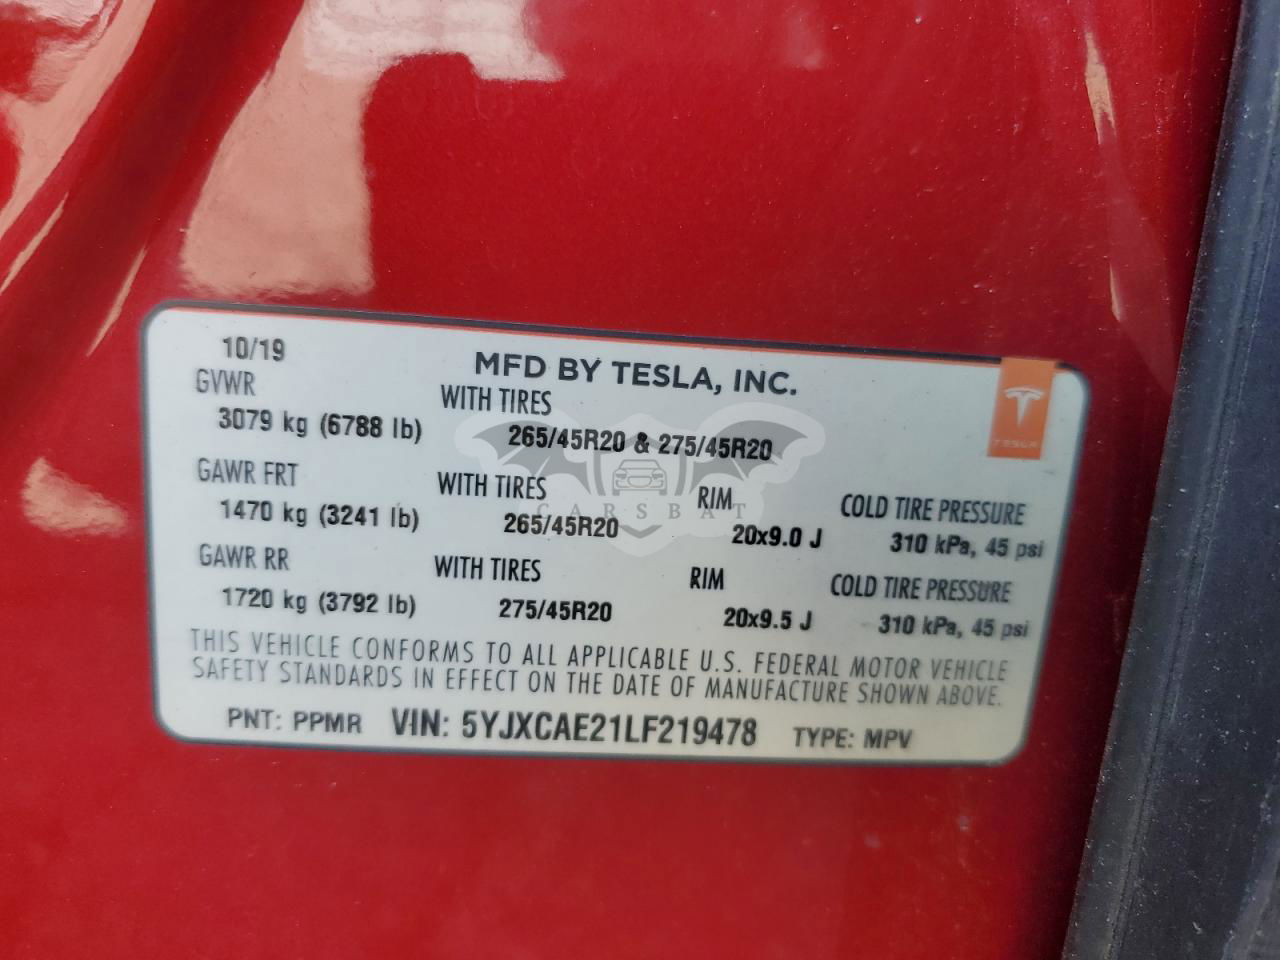 10/19
MFD BY TESLA, INC.
TESLA
GVWR
WITH TIRES
3079 kg (6788 lb)
265/45R20 & 275/45R20
GAWR FRT
WITH TIRES
RIM
COLD TIRE PRESSURE
1470 kg (3241 lb)
265/45R20
20x9.0 J
310 kPa, 45 psi
CARSBAT
GAWR RR
WITH TIRES
RIM
COLD TIRE PRESSURE
1720 kg (3792 lb)
275/45R20
20x9.5 J
310 kPa, 45 psi
THIS VEHICLE CONFORMS TO ALL APPLICABLE U.S. FEDERAL MOTOR VEHICLE
SAFETY STANDARDS IN EFFECT ON THE DATE OF MANUFACTURE SHOWN ABOVE.
PNT: PPMR VIN: 5YJXCAE21LF219478 TYPE: MPV